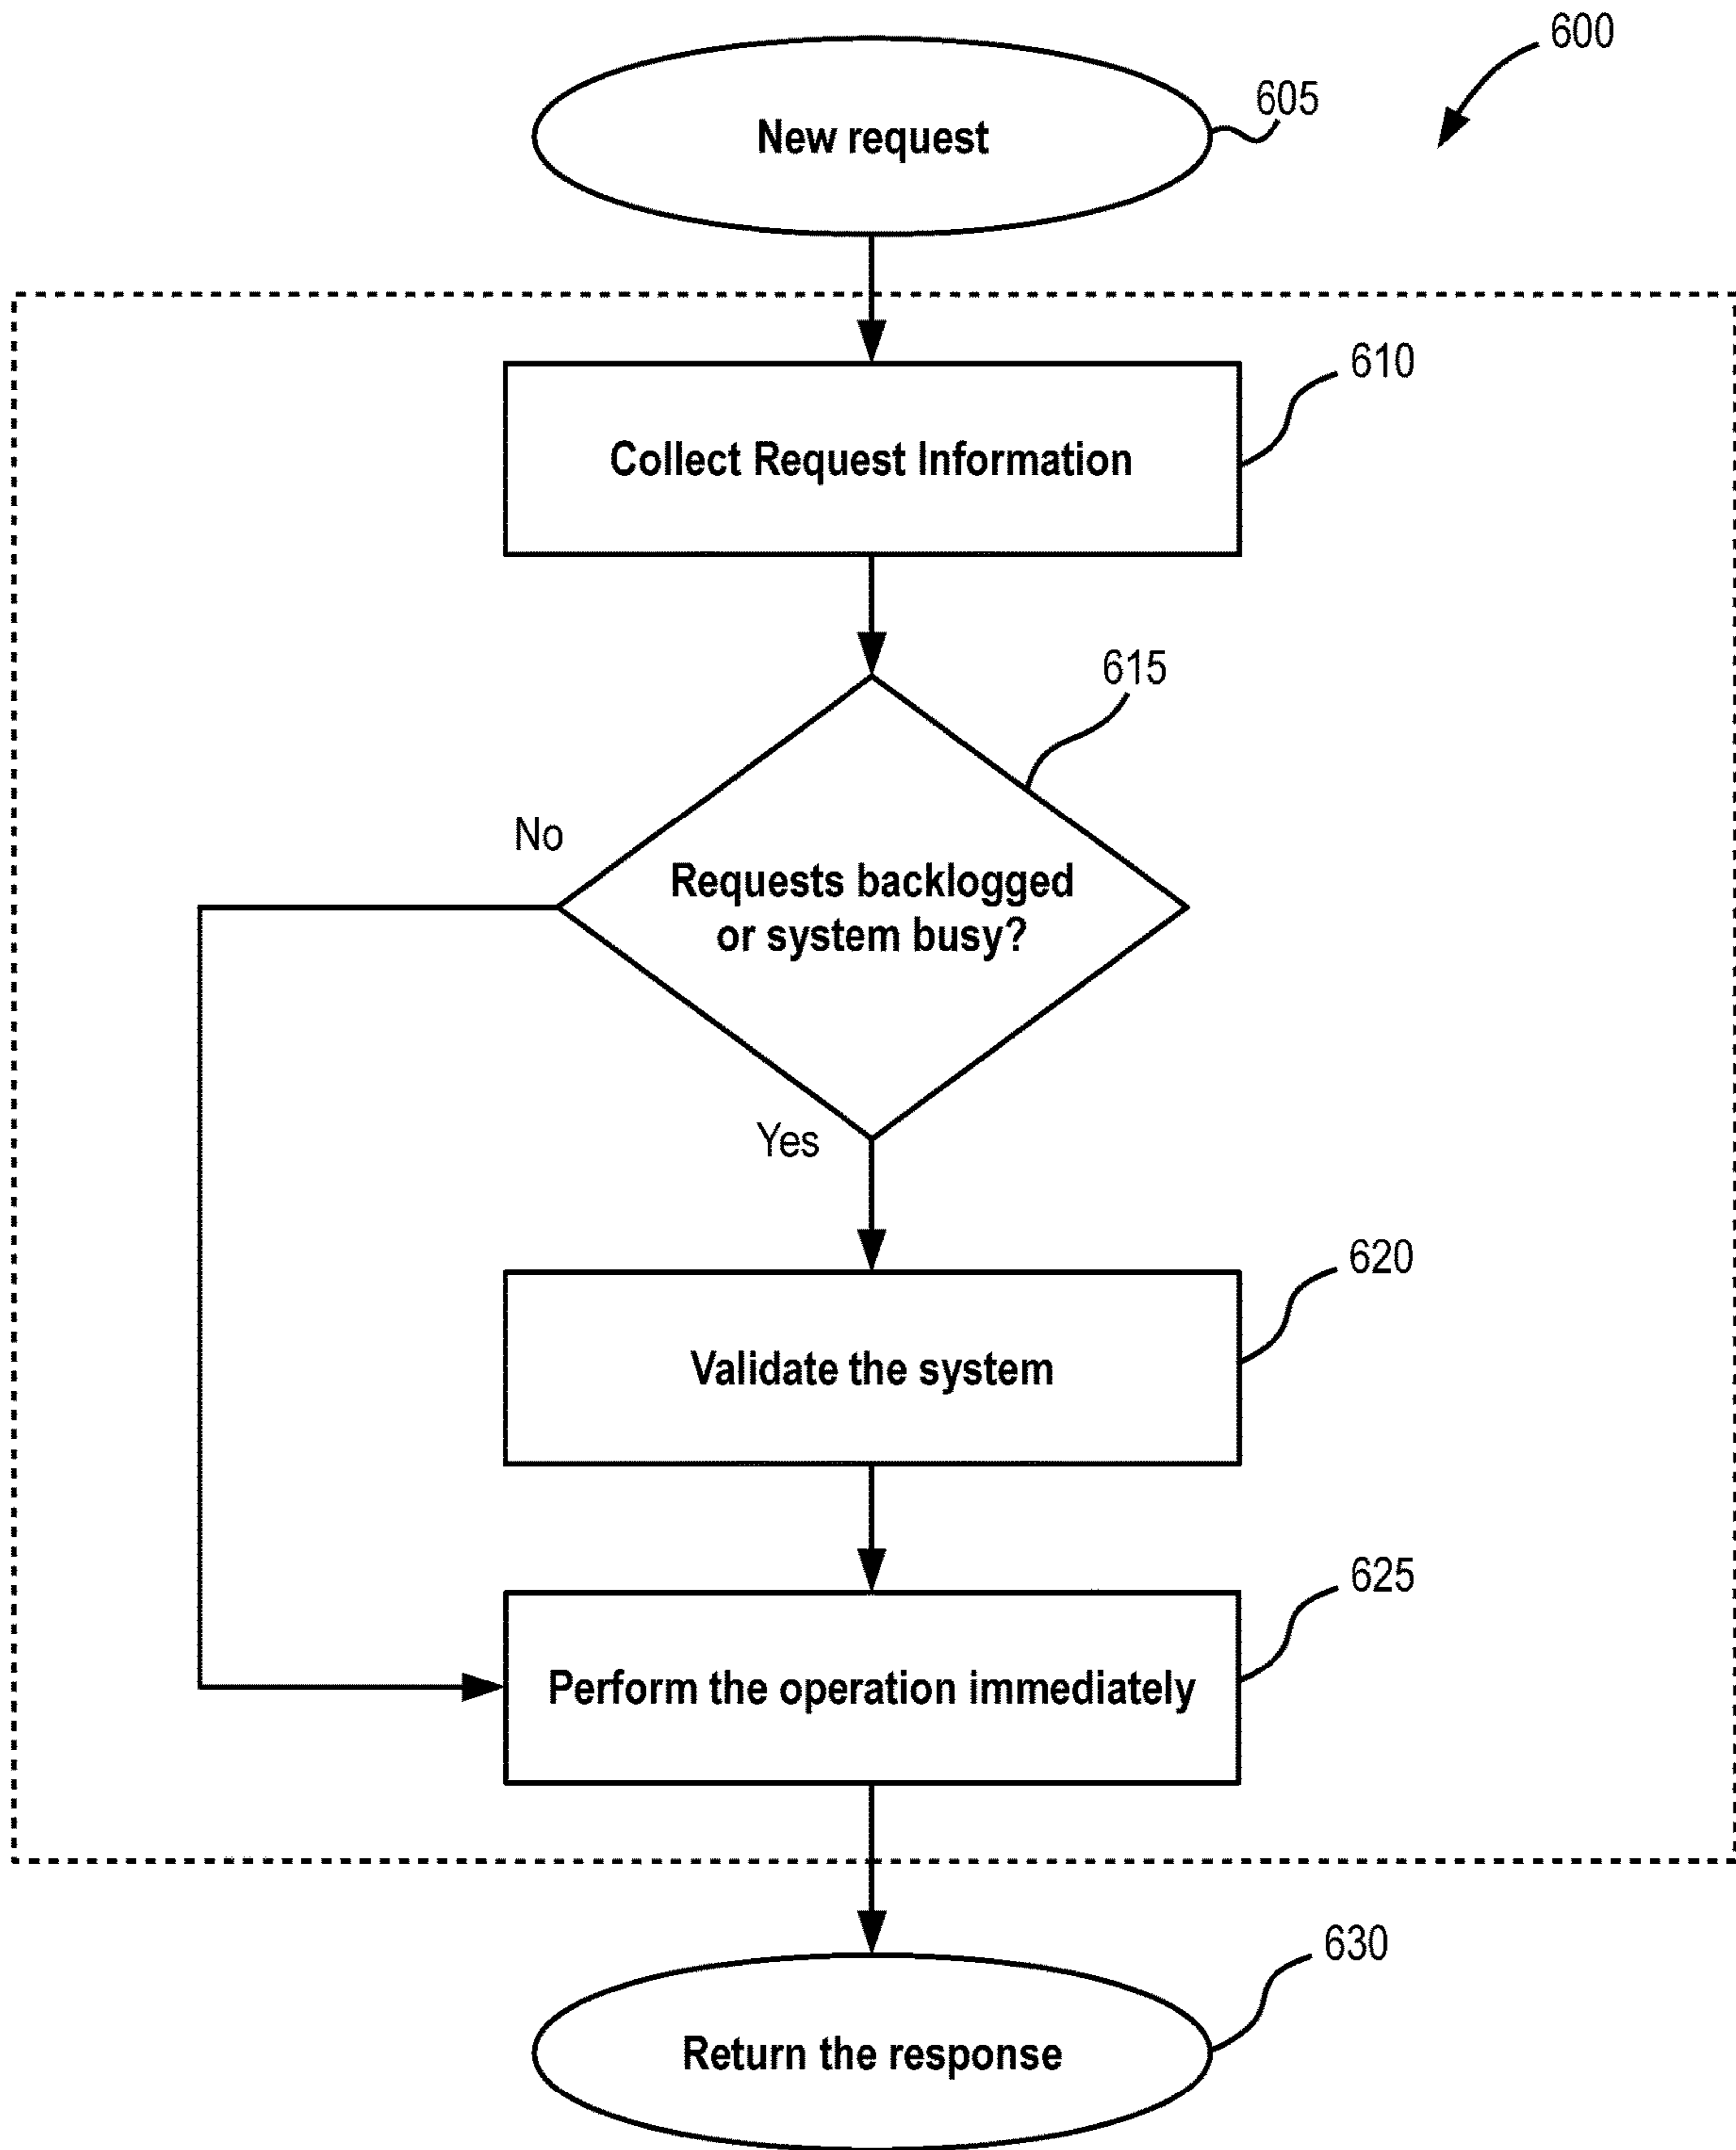 600
605
New request
610
Collect Request Information
615
No
Requests backlogged
or system busy?
Yes
620
Validate the system
625
Perform the operation immediately
630
Return the response